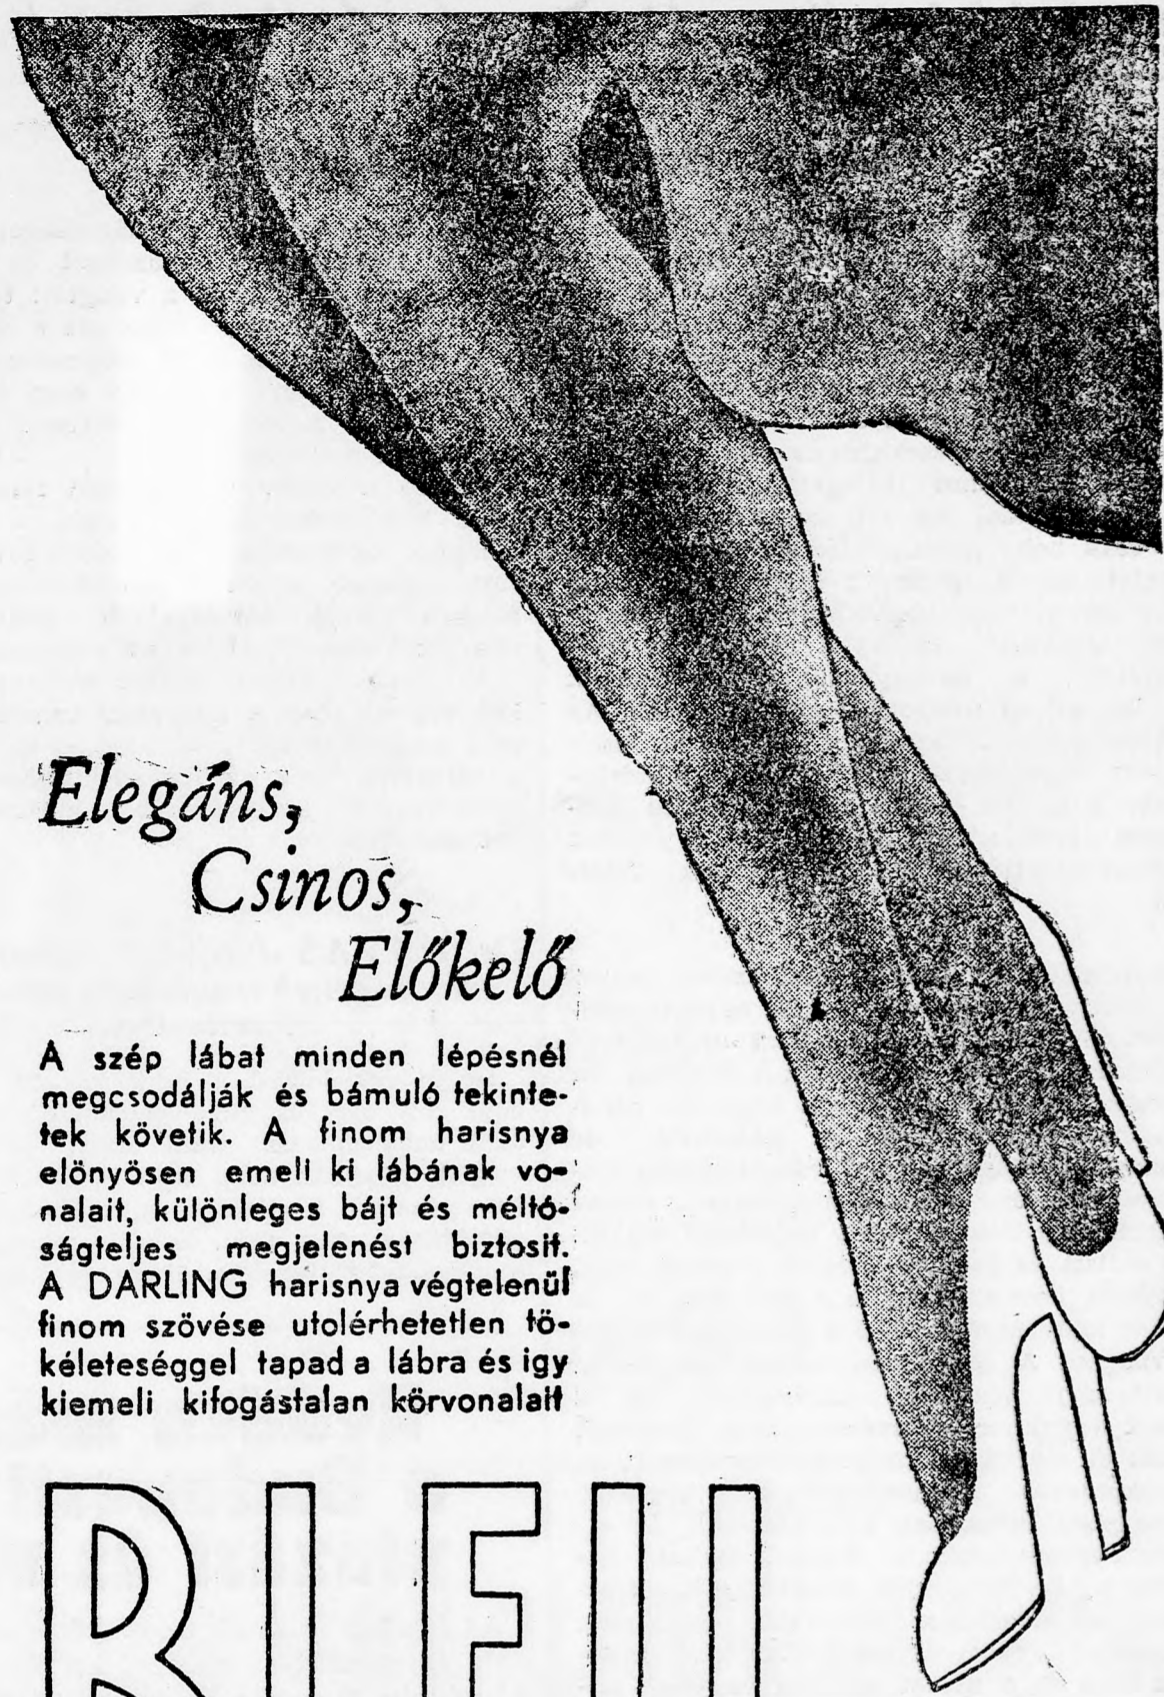 Elegáns,
Csinos,
Előkelő
A szép lábat minden lépésnél
megcsodálják és bámuló tekinte-
tek követik. A finom harisnya
elönyösen emeli ki lábának vo-
nalait, különleges bájt és méltó-
ságteljes megjelenést biztosit.
A DARLING harisnya végtelenül
finom szövése utolérhetetlen tö-
kéleteséggel tapad a lábra és igy
kiemeli kifogástalan körvonalait